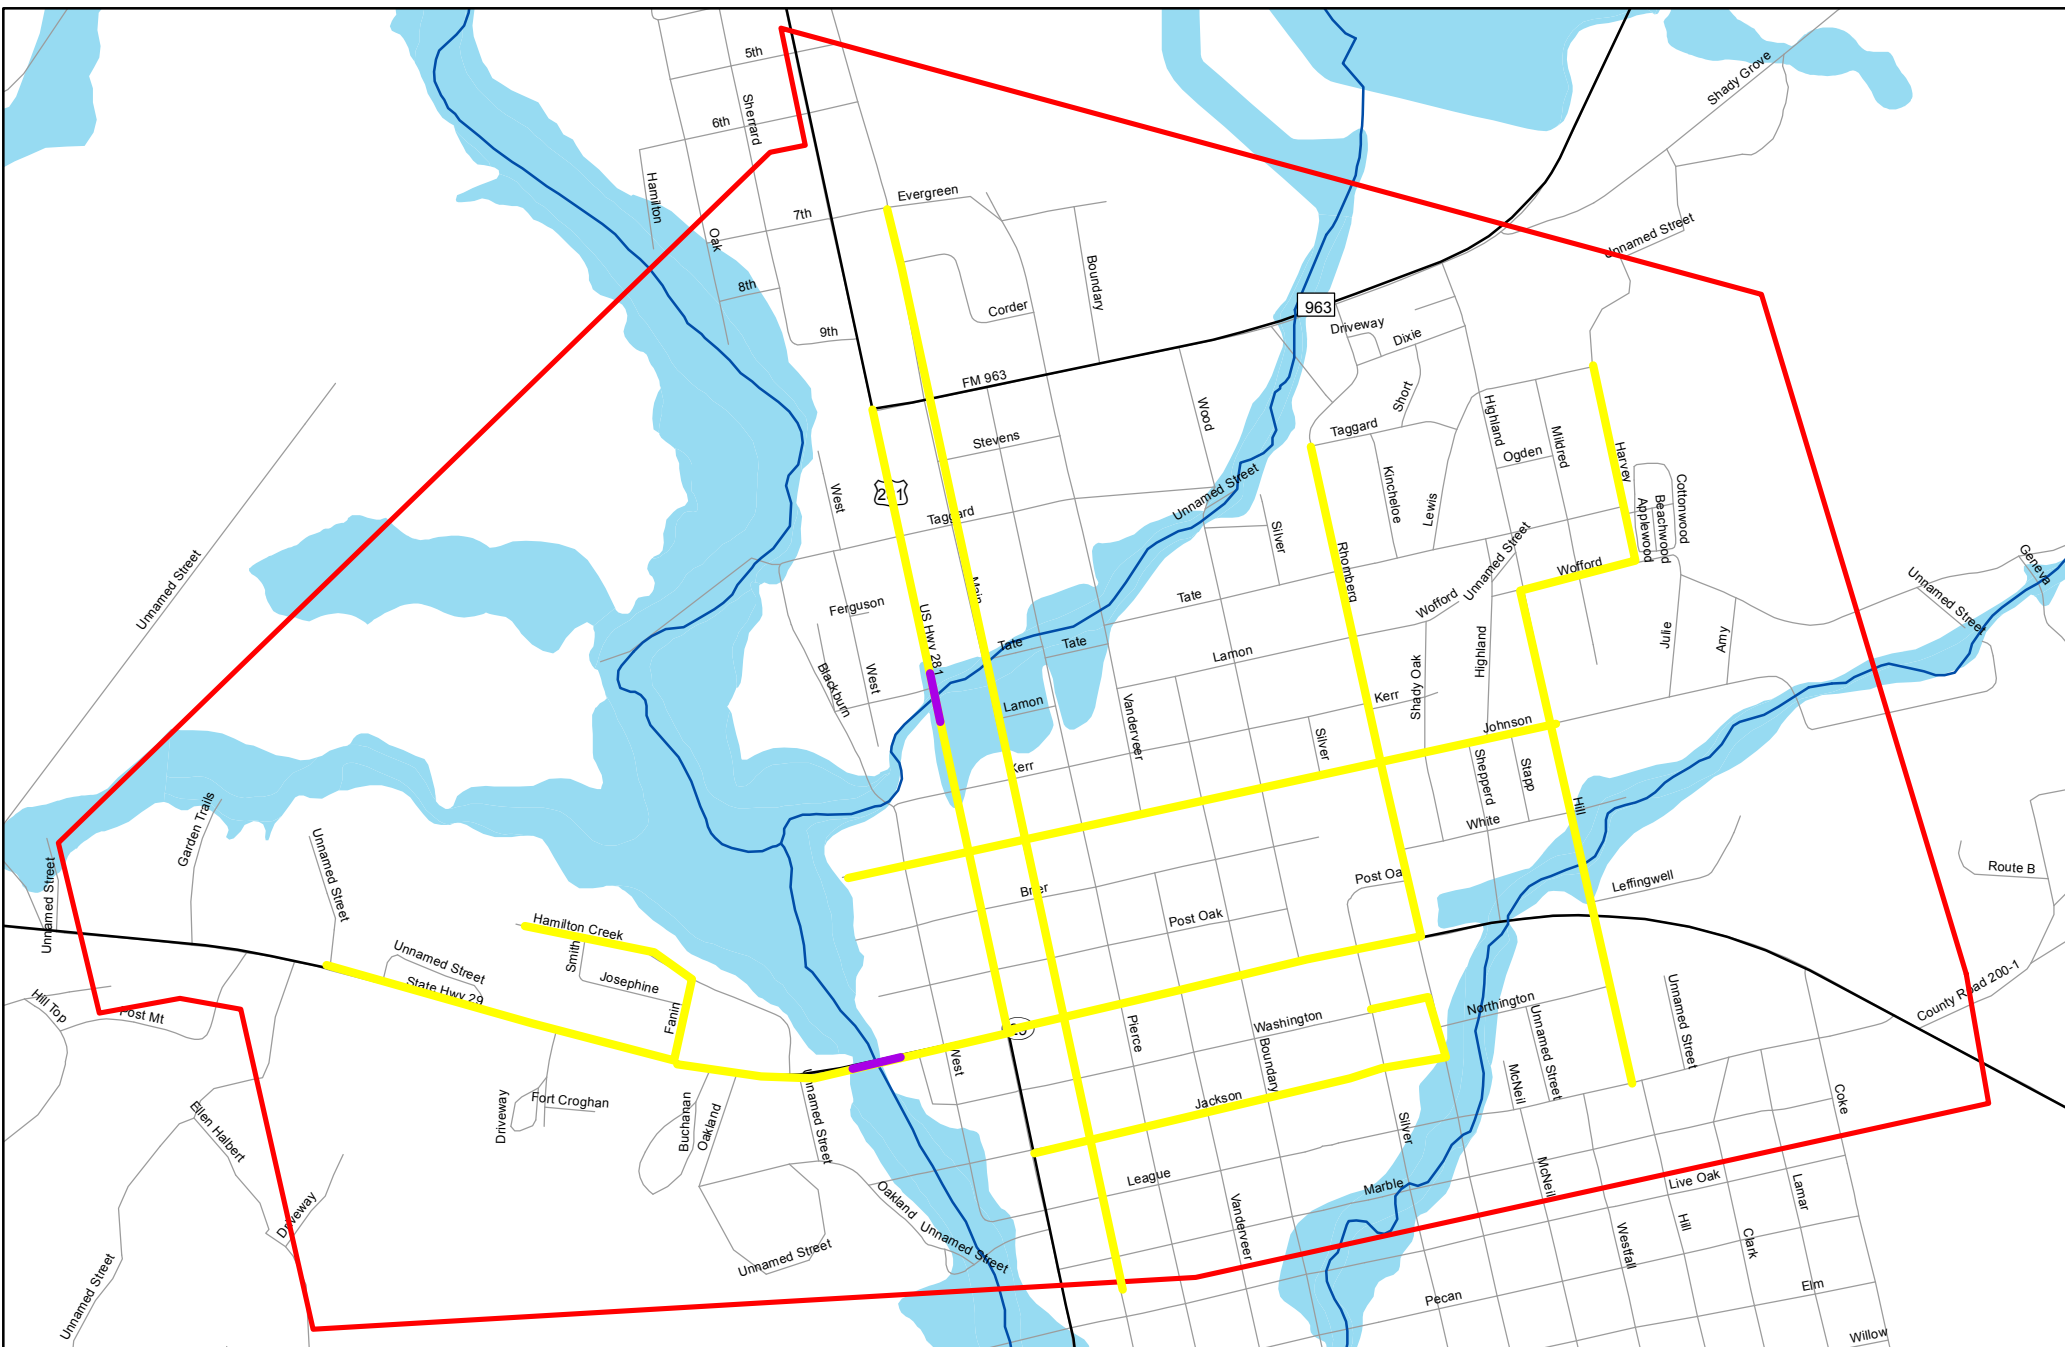 5th
Shady Grove
Sherrard
6th
Hamilton
Evergreen
7th
Oak
Unnamed Street
Boundary
8th
Corder
963
9th
Driveway
Dixie
FM 963
Short
Wood
Highland
Taggard
Stevens
Mildred
Ogden
Harvey
Kincheloe
Lewis
Cottonwood
Beachwood
Applewood
West
281
Unnamed Street
Taggard
Silver
Unnamed Street
Unnamed Street
Rhomberg
Wofford
Geneva
Unnamed Street
Main
Tate
Wofford
Ferguson
US Hwy 281
Tate
Tate
Lamon
Highland
Julie
Amy
Blackburn
West
Shady Oak
Kerr
Lamon
Vanderveer
Johnson
Silver
Kerr
Shepperd
Stapp
Garden Trails
Hill
White
Unnamed Street
Unnamed Street
Brier
Post Oak
Leffingwell
Route B
Post Oak
Hamilton Creek
Smith
Unnamed Street
Josephine
State Hwy 29
Fanin
Hill Top
Post Mt
Northington
Unnamed Street
County Road 200-1
Washington
Pierce
Boundary
Unnamed Street
West
McNeil
Coke
Driveway
Fort Croghan
Buchanan
Oakland
Unnamed Street
Jackson
Silver
Ellen Halbert
League
Marble
McNeil
Live Oak
Lamar
Oakland
Unnamed Street
Driveway
Vanderveer
Westfall
Hill
Clark
Unnamed Street
Unnamed Street
Pecan
Elm
Willow